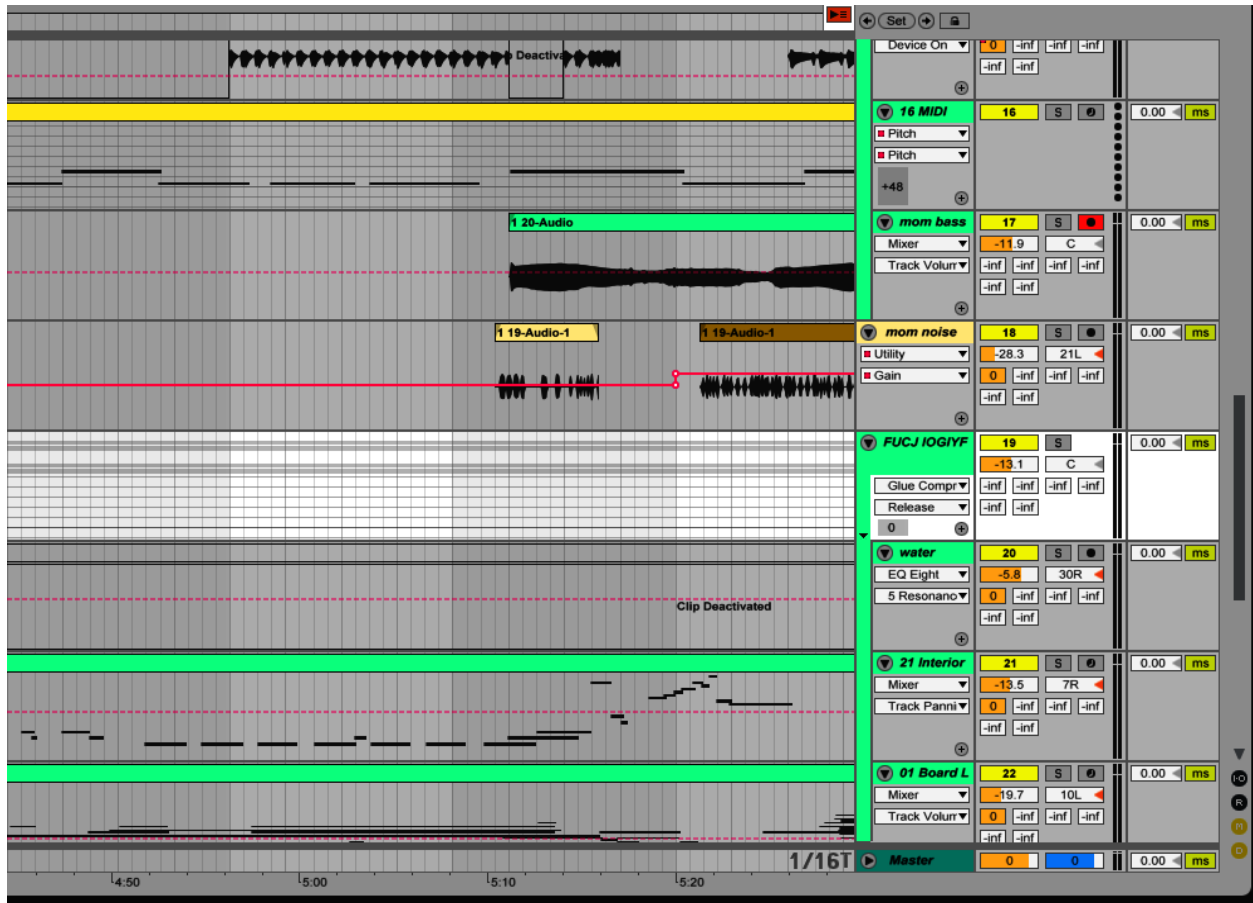 Set
Device On
0 -inf -inf -inf
-inf -inf
Deactiva
16 MIDI 16 S 0.00 ms
Pitch
Pitch
+48
1 20-Audio
mom bass 17 S 0.00 ms
Mixer -11.9 C
Track Volum -inf -inf -inf -inf
-inf -inf
1 19-Audio-1 1 19-Audio-1
mom noise 18 S 0.00 ms
Utility -28.3 21L
Gain 0 -inf -inf -inf
-inf -inf
FUCJ IOGIYF 19 S 0.00 ms
-13.1 C
Glue Compr -inf -inf -inf -inf
Release -inf -inf
0
water 20 S 0.00 ms
EQ Eight -5.8 30R
5 Resonanc 0 -inf -inf -inf
-inf -inf
Clip Deactivated
21 Interior 21 S 0.00 ms
Mixer -13.5 7R
Track Panni 0 -inf -inf -inf
-inf -inf
01 Board L 22 S 0.00 ms
Mixer -19.7 10L
Track Volum 0 -inf -inf -inf
-inf -inf
1/16T Master 0 0 0.00 ms
4:50 5:00 5:10 5:20
I·O
R
M
D